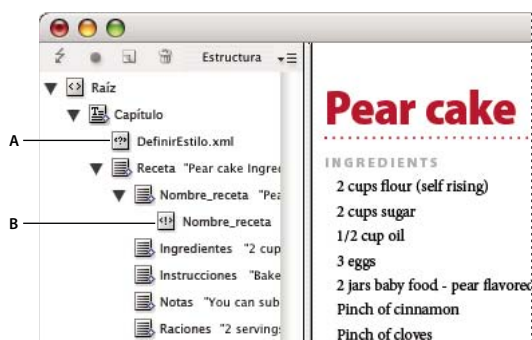 Estructura
Raíz
Capítulo
A
DefinirEstilo.xml
Receta "Pear cake Ingre
Nombre_receta "Pea
B
Nombre_receta
Ingredientes "2 cup
Instrucciones "Bake
Notas "You can sub
Raciones "2 servings
Pear cake
INGREDIENTS
2 cups flour (self rising)
2 cups sugar
1/2 cup oil
3 eggs
2 jars baby food - pear flavored
Pinch of cinnamon
Pinch of cloves